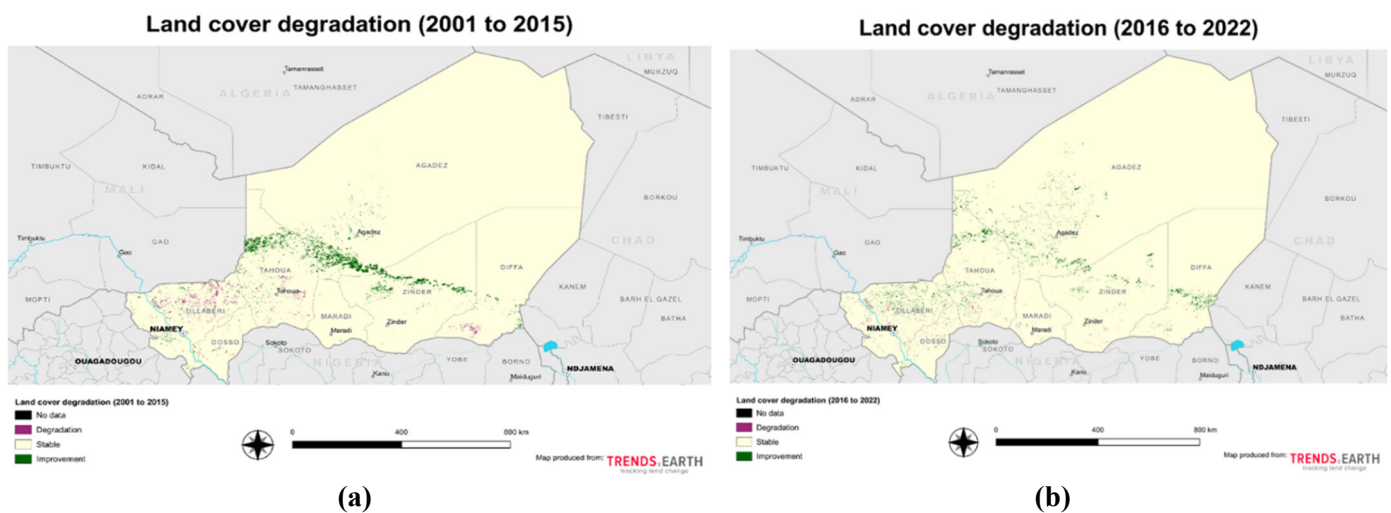 Land cover degradation (2001 to 2015)
LIBYA
MURZUQ
Tamanrasset
TAMANGHASSET
ALGERIA
ADRAR
TIBESTI
TIMBUKTU
KIDAL
AGADEZ
MALI
BORKOU
Timbuktu
GAO
Gao
Agadez
CHAD
TAHOUA
DIFFA
KANEM
MOPTI
Tahoua
ZINDER
BARH EL GAZEL
TILLABERI
MARADI
BATHA
NIAMEY
Maradi
Zinder
DOSSO
Sokoto
SOKOTO
OUAGADOUGOU
NIGERIA
YOBE
BORNO
NDJAMENA
Kano
Maiduguri
Land cover degradation (2001 to 2015)
No data
Degradation
Stable
Improvement
0 400 800 km
Map produced from: TRENDS.EARTH
tracking land change
(a)
Land cover degradation (2016 to 2022)
LIBYA
MURZUQ
Tamanrasset
TAMANGHASSET
ALGERIA
ADRAR
TIBESTI
TIMBUKTU
KIDAL
AGADEZ
MALI
BORKOU
Timbuktu
GAO
Gao
Agadez
CHAD
TAHOUA
DIFFA
KANEM
MOPTI
Tahoua
ZINDER
BARH EL GAZEL
TILLABERI
MARADI
BATHA
NIAMEY
Maradi
Zinder
DOSSO
Sokoto
SOKOTO
OUAGADOUGOU
NIGERIA
YOBE
BORNO
NDJAMENA
Kano
Maiduguri
Land cover degradation (2016 to 2022)
No data
Degradation
Stable
Improvement
0 400 800 km
Map produced from: TRENDS.EARTH
tracking land change
(b)